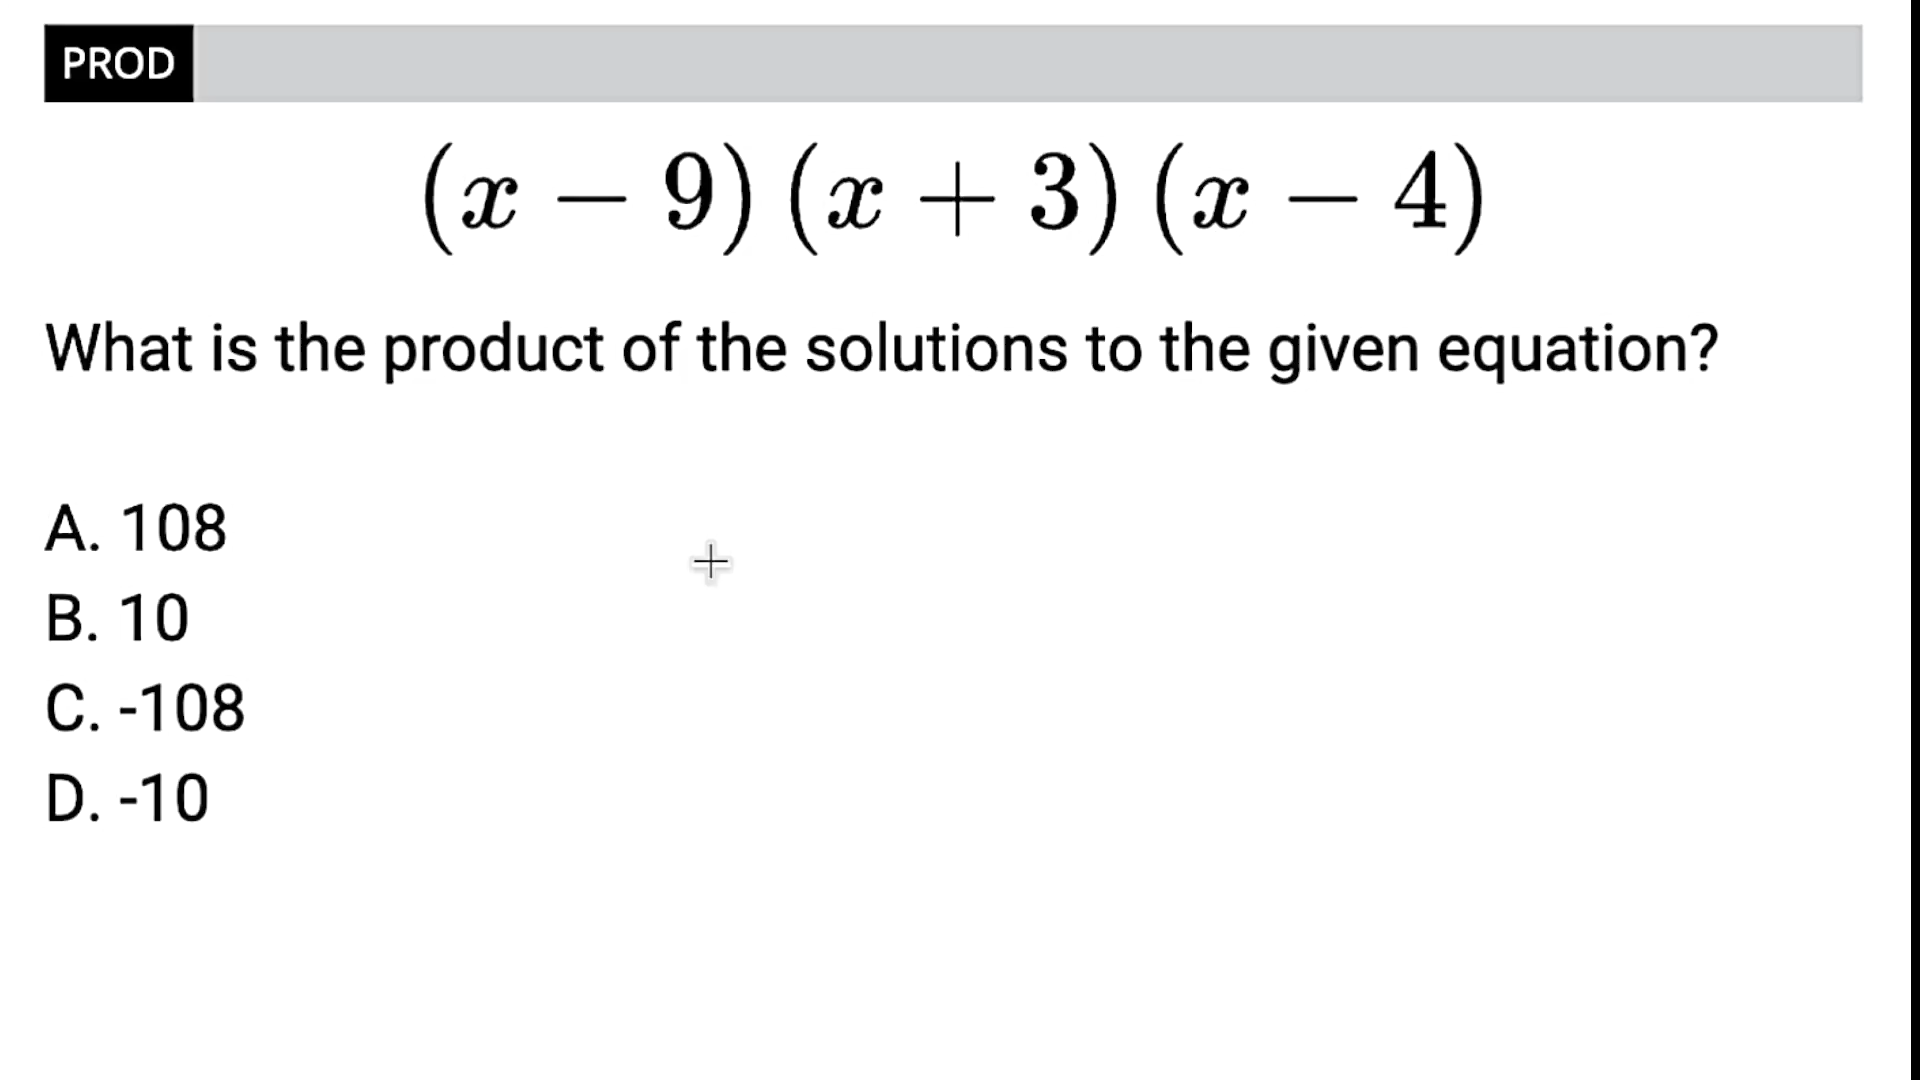 PROD
(x − 9)(x + 3)(x − 4)
What is the product of the solutions to the given equation?
A. 108
B. 10
C. -108
D. -10